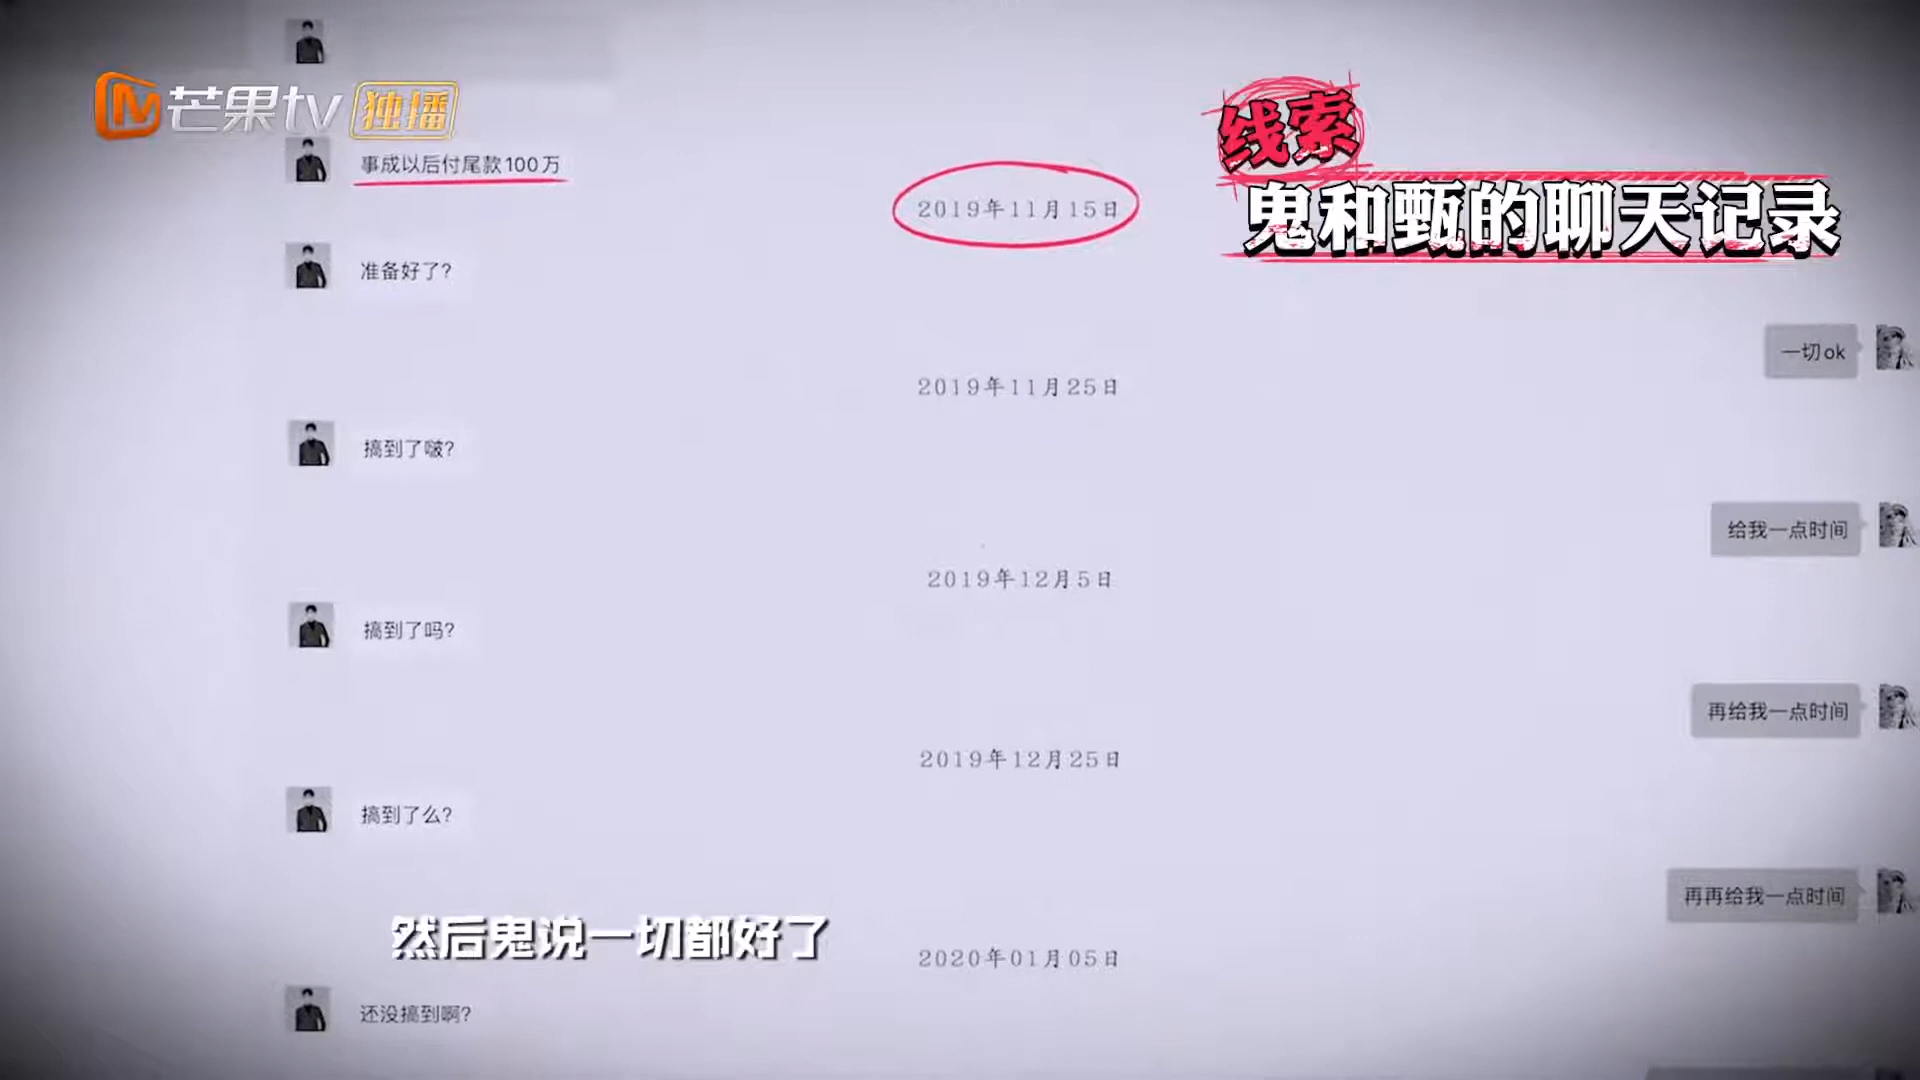 芒果tv 独播
线索
鬼和甄的聊天记录
事成以后付尾款100万
2019年11月15日
准备好了?
一切ok
2019年11月25日
搞到了啵?
给我一点时间
2019年12月5日
搞到了吗?
再给我一点时间
2019年12月25日
搞到了么?
再再给我一点时间
然后鬼说一切都好了
2020年01月05日
还没搞到啊?